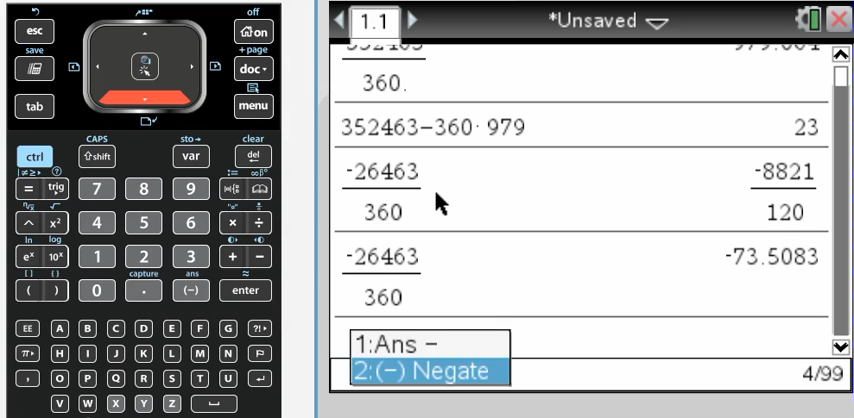 off
esc
on
save
+page
doc
tab
menu
CAPS
sto→
clear
ctrl
⇧shift
var
del
= trig 7 8 9
^ x² 4 5 6 × ÷
ln log
eˣ 10ˣ 1 2 3 + −
[ ] { } capture ans ≈
( ) 0 . (−) enter
EE A B C D E F G ?!▸
π▸ H I J K L M N
, O P Q R S T U
V W X Y Z
1.1 *Unsaved
360.
352463−360·979 23
-26463 -8821
360 120
-26463 -73.5083
360
1:Ans −
2:(−) Negate
4/99